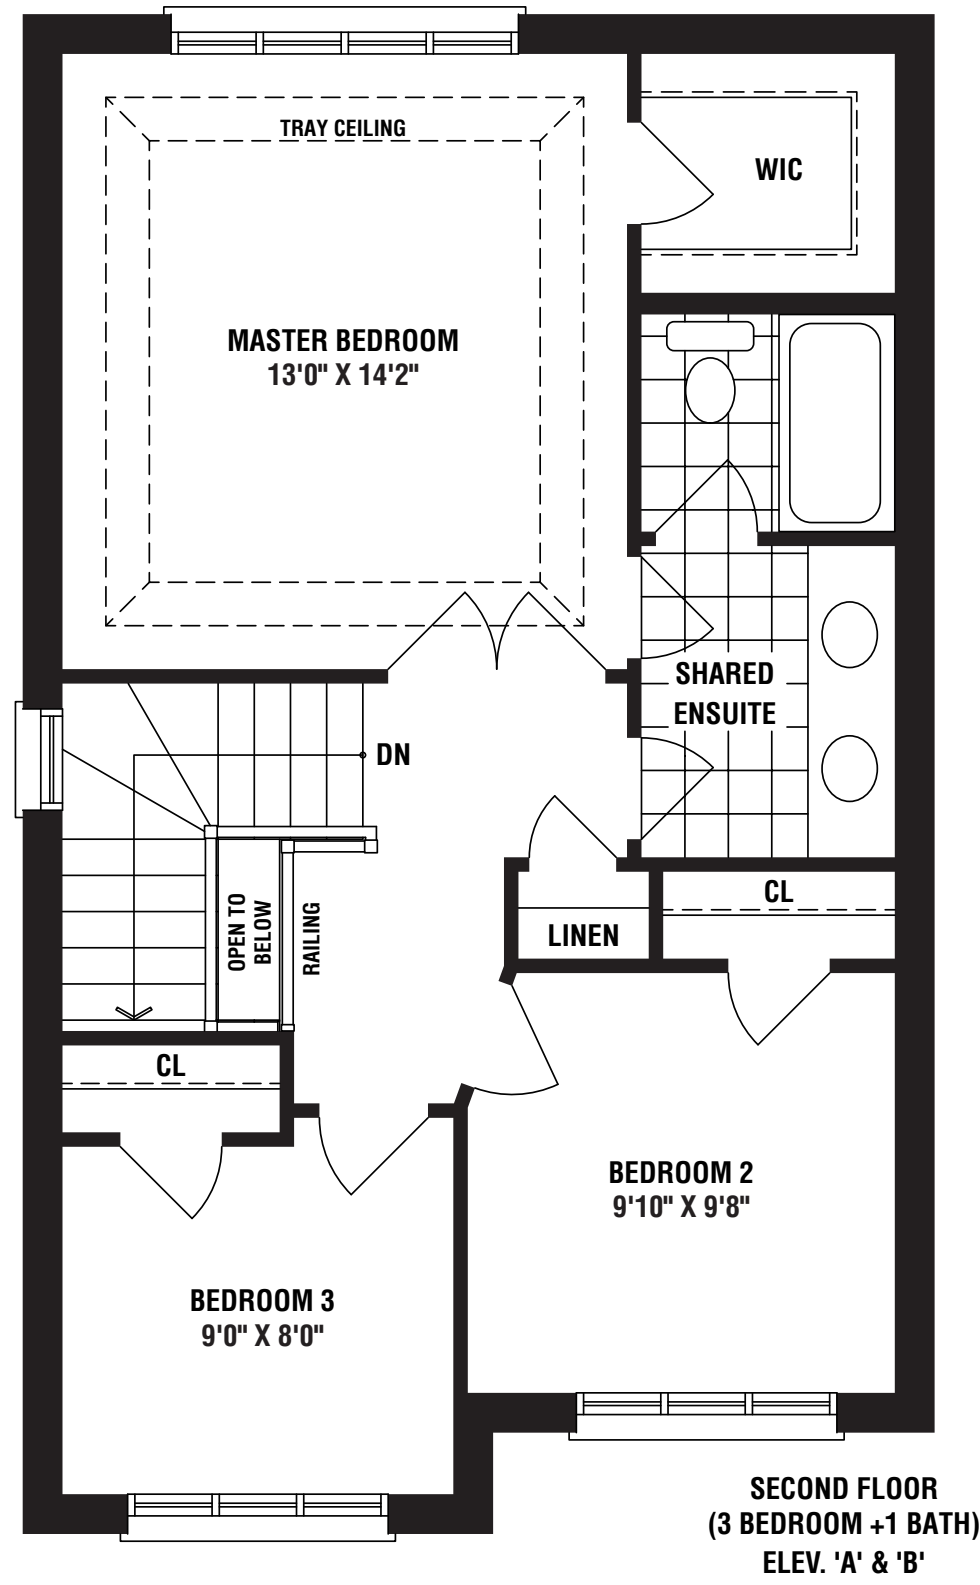 TRAY CEILING
WIC
MASTER BEDROOM
13'0" X 14'2"
SHARED
ENSUITE
DN
OPEN TO
BELOW
RAILING
CL
LINEN
CL
BEDROOM 2
9'10" X 9'8"
BEDROOM 3
9'0" X 8'0"
SECOND FLOOR
(3 BEDROOM +1 BATH)
ELEV. 'A' & 'B'